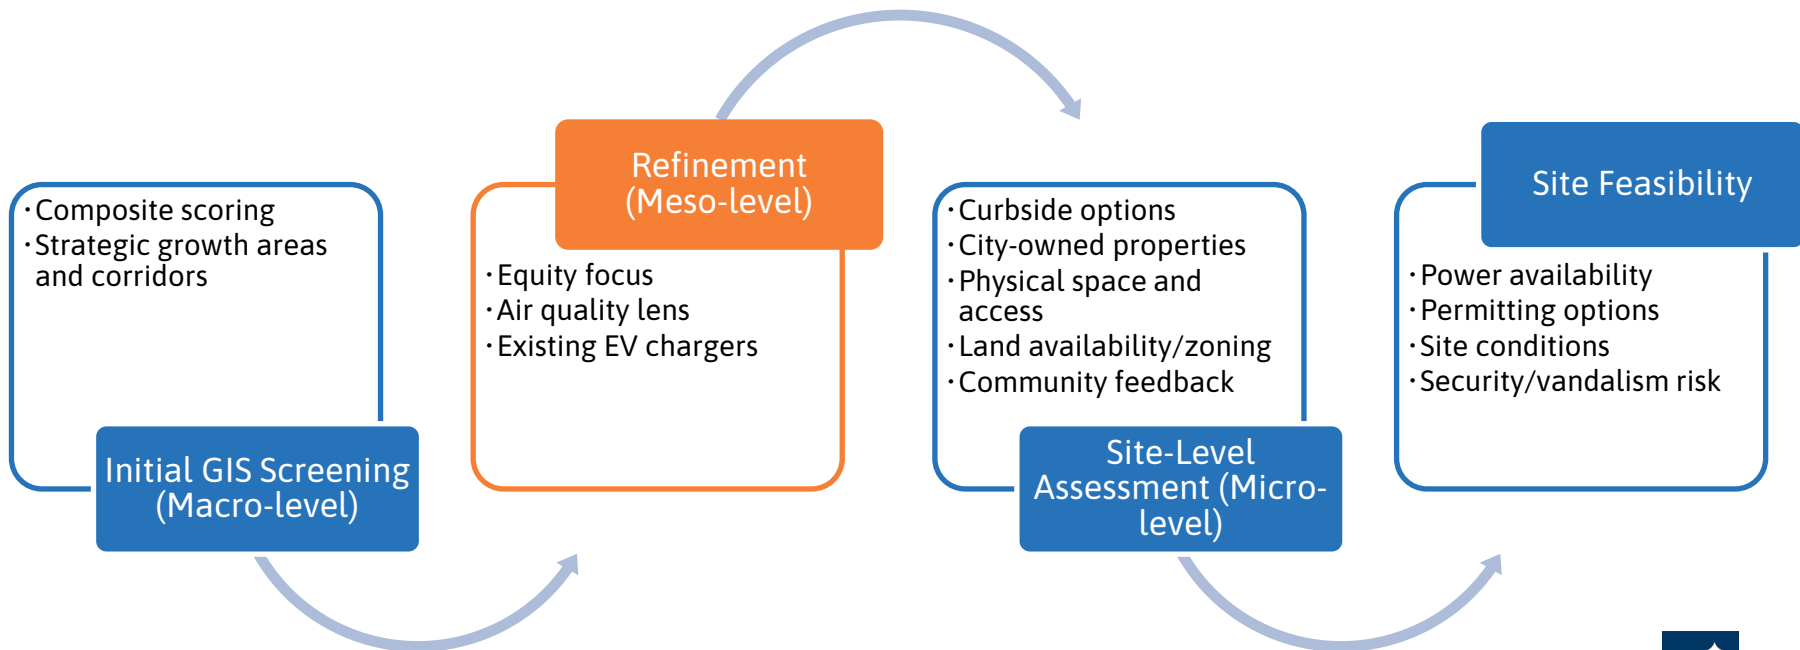 · Composite scoring
· Strategic growth areas
and corridors
Initial GIS Screening
(Macro-level)
Refinement
(Meso-level)
· Equity focus
· Air quality lens
· Existing EV chargers
· Curbside options
· City-owned properties
· Physical space and
access
· Land availability/zoning
· Community feedback
Site-Level
Assessment (Micro-
level)
Site Feasibility
· Power availability
· Permitting options
· Site conditions
· Security/vandalism risk